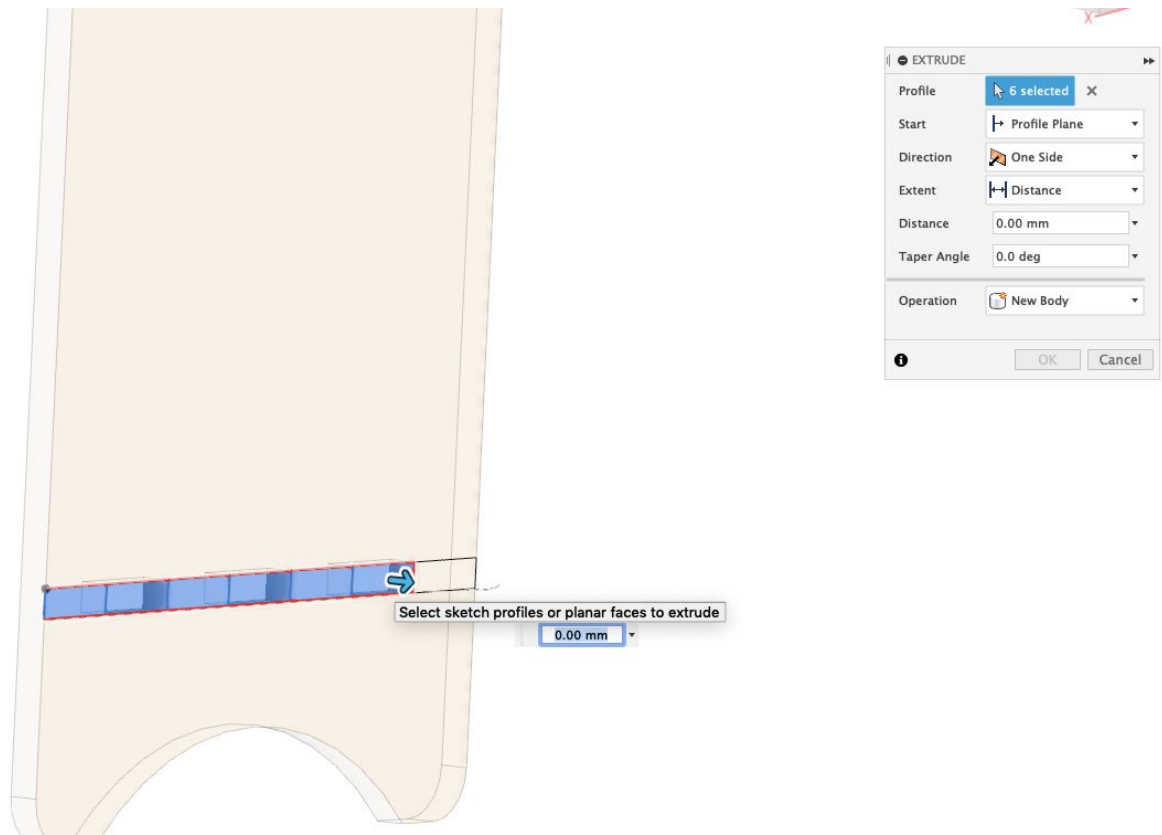 X
EXTRUDE
Profile 6 selected
Start Profile Plane
Direction One Side
Extent Distance
Distance 0.00 mm
Taper Angle 0.0 deg
Operation New Body
OK Cancel
Select sketch profiles or planar faces to extrude
0.00 mm